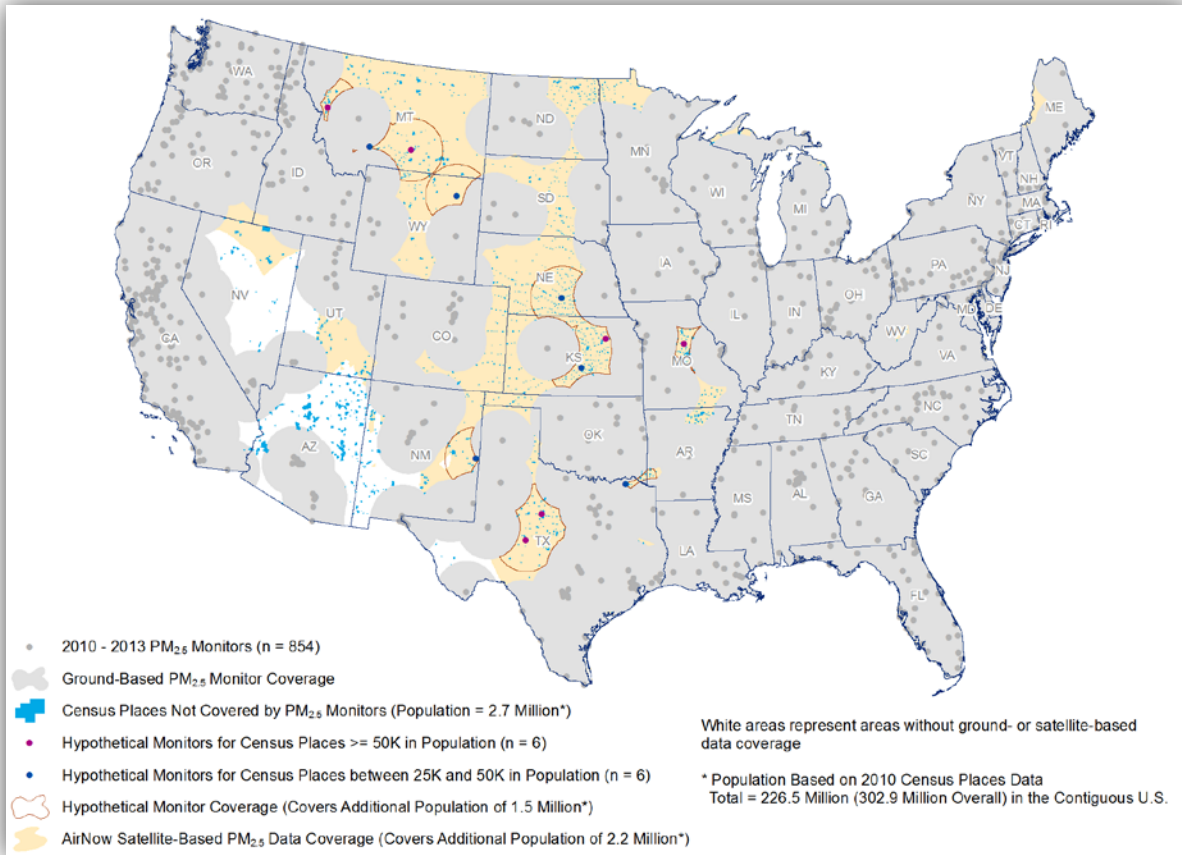 WA
MT
ND
ME
OR
ID
MN
VT
NH
WI
NY
MA
SD
MI
CT
RI
WY
IA
PA
NJ
NE
NV
OH
MD
DE
UT
IL
IN
WV
CA
CO
VA
KS
MO
KY
NC
TN
OK
AZ
NM
AR
SC
MS
AL
GA
TX
LA
FL
2010 - 2013 PM2.5 Monitors (n = 854)
Ground-Based PM2.5 Monitor Coverage
Census Places Not Covered by PM2.5 Monitors (Population = 2.7 Million*)
Hypothetical Monitors for Census Places >= 50K in Population (n = 6)
Hypothetical Monitors for Census Places between 25K and 50K in Population (n = 6)
Hypothetical Monitor Coverage (Covers Additional Population of 1.5 Million*)
AirNow Satellite-Based PM2.5 Data Coverage (Covers Additional Population of 2.2 Million*)
White areas represent areas without ground- or satellite-based
data coverage
* Population Based on 2010 Census Places Data
Total = 226.5 Million (302.9 Million Overall) in the Contiguous U.S.